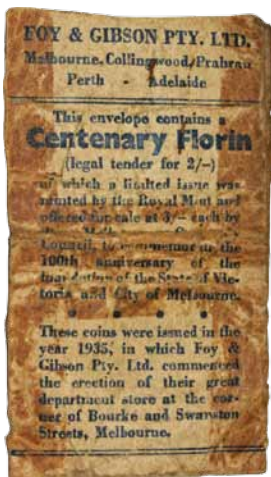 FOY & GIBSON PTY. LTD.
Melbourne, Collingwood, Prahran
Perth - Adelaide
This envelope contains a
Centenary Florin
(legal tender for 2/-)
of which a limited issue was
minted by the Royal Mint and
offered for sale at 3/- each by
Council, to commemorate the
100th anniversary of the
foundation of the State of Vic-
toria and City of Melbourne.
These coins were issued in the
year 1935, in which Foy &
Gibson Pty. Ltd. commenced
the erection of their great
department store at the cor-
ner of Bourke and Swanston
Streets, Melbourne.